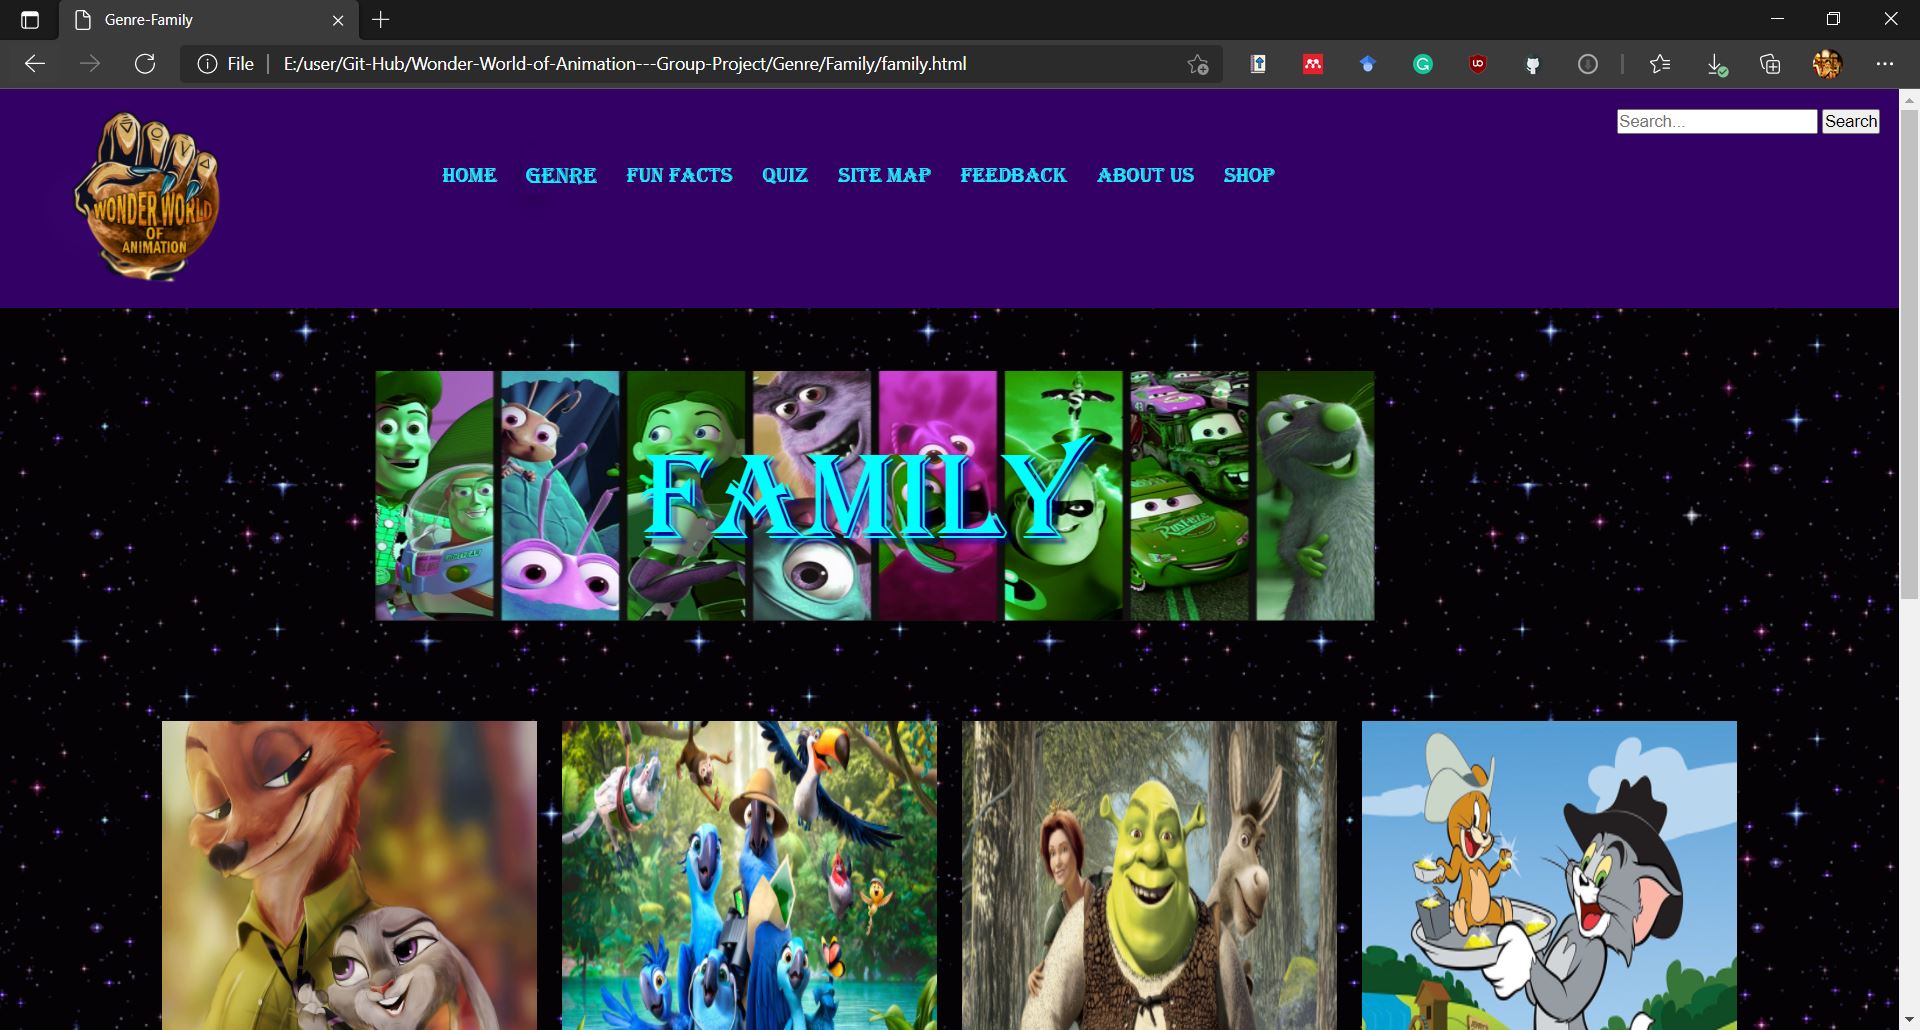 Genre-Family
File
E:/user/Git-Hub/Wonder-World-of-Animation---Group-Project/Genre/Family/family.html
Search... Search
WONDER WORLD
OF
ANIMATION
HOME GENRE FUN FACTS QUIZ SITE MAP FEEDBACK ABOUT US SHOP
FAMILY